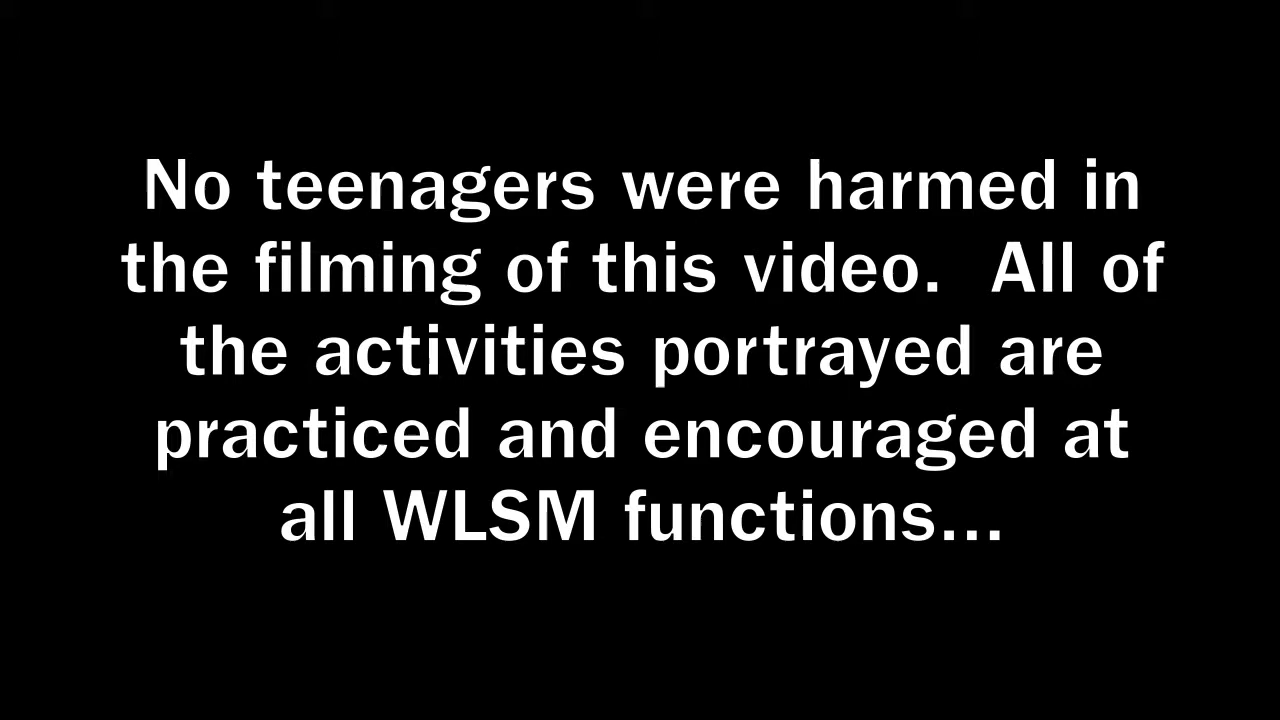 No teenagers were harmed in
the filming of this video.  All of
the activities portrayed are
practiced and encouraged at
all WLSM functions...